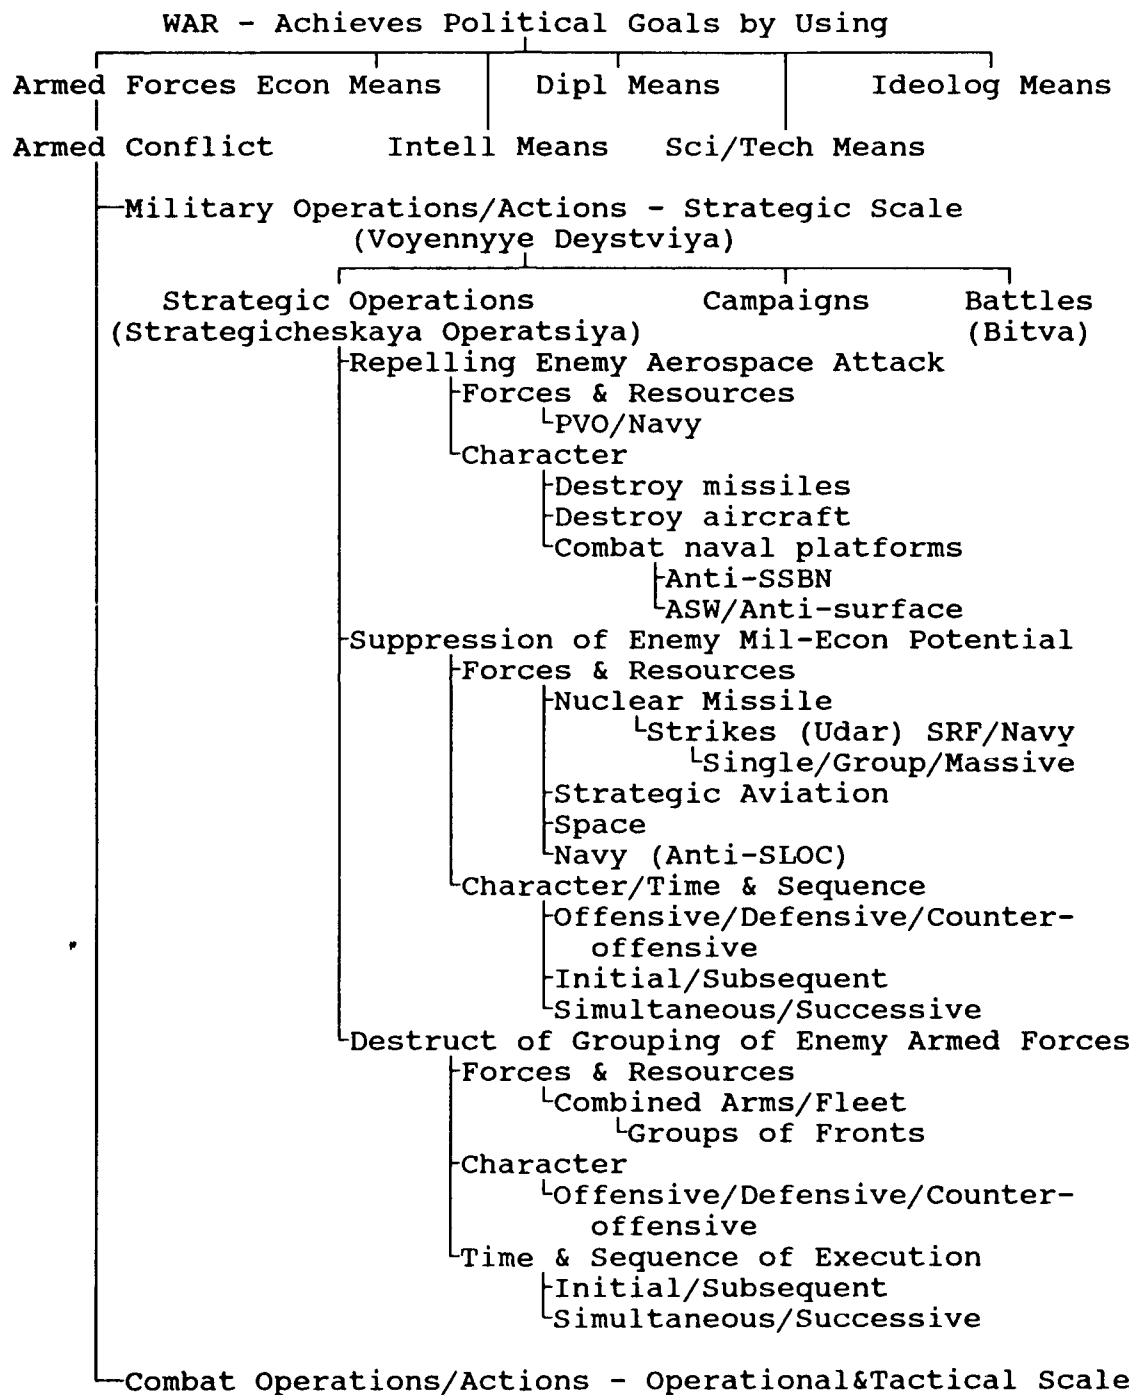 WAR - Achieves Political Goals by Using
Armed Forces Econ Means Dipl Means Ideolog Means
Armed Conflict Intell Means Sci/Tech Means
Military Operations/Actions - Strategic Scale
(Voyennyye Deystviya)
Strategic Operations Campaigns Battles
(Strategicheskaya Operatsiya) (Bitva)
Repelling Enemy Aerospace Attack
Forces & Resources
PVO/Navy
Character
Destroy missiles
Destroy aircraft
Combat naval platforms
Anti-SSBN
ASW/Anti-surface
Suppression of Enemy Mil-Econ Potential
Forces & Resources
Nuclear Missile
Strikes (Udar) SRF/Navy
Single/Group/Massive
Strategic Aviation
Space
Navy (Anti-SLOC)
Character/Time & Sequence
Offensive/Defensive/Counter-
offensive
Initial/Subsequent
Simultaneous/Successive
Destruct of Grouping of Enemy Armed Forces
Forces & Resources
Combined Arms/Fleet
Groups of Fronts
Character
Offensive/Defensive/Counter-
offensive
Time & Sequence of Execution
Initial/Subsequent
Simultaneous/Successive
Combat Operations/Actions - Operational&Tactical Scale